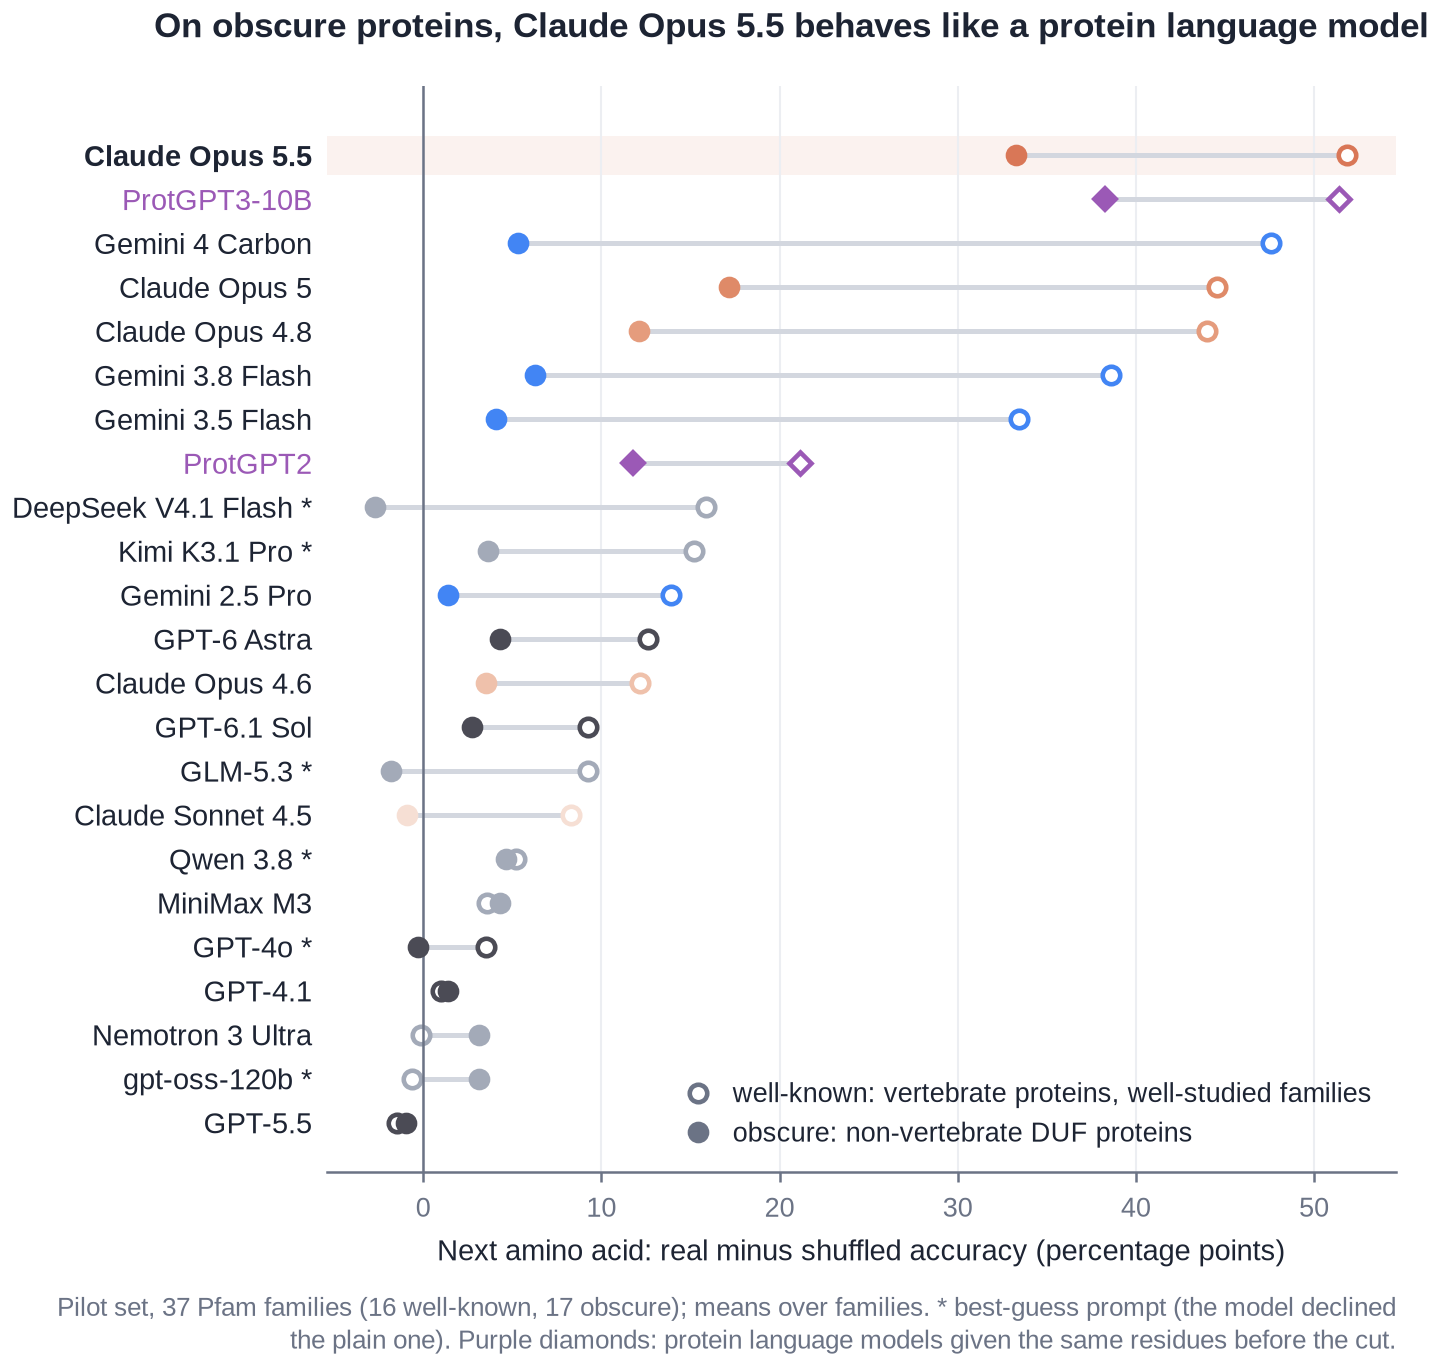 On obscure proteins, Claude Opus 5.5 behaves like a protein language model
Claude Opus 5.5
ProtGPT3-10B
Gemini 4 Carbon
Claude Opus 5
Claude Opus 4.8
Gemini 3.8 Flash
Gemini 3.5 Flash
ProtGPT2
DeepSeek V4.1 Flash *
Kimi K3.1 Pro *
Gemini 2.5 Pro
GPT-6 Astra
Claude Opus 4.6
GPT-6.1 Sol
GLM-5.3 *
Claude Sonnet 4.5
Qwen 3.8 *
MiniMax M3
GPT-4o *
GPT-4.1
Nemotron 3 Ultra
gpt-oss-120b *
GPT-5.5
well-known: vertebrate proteins, well-studied families
obscure: non-vertebrate DUF proteins
0 10 20 30 40 50
Next amino acid: real minus shuffled accuracy (percentage points)
Pilot set, 37 Pfam families (16 well-known, 17 obscure); means over families. * best-guess prompt (the model declined
the plain one). Purple diamonds: protein language models given the same residues before the cut.